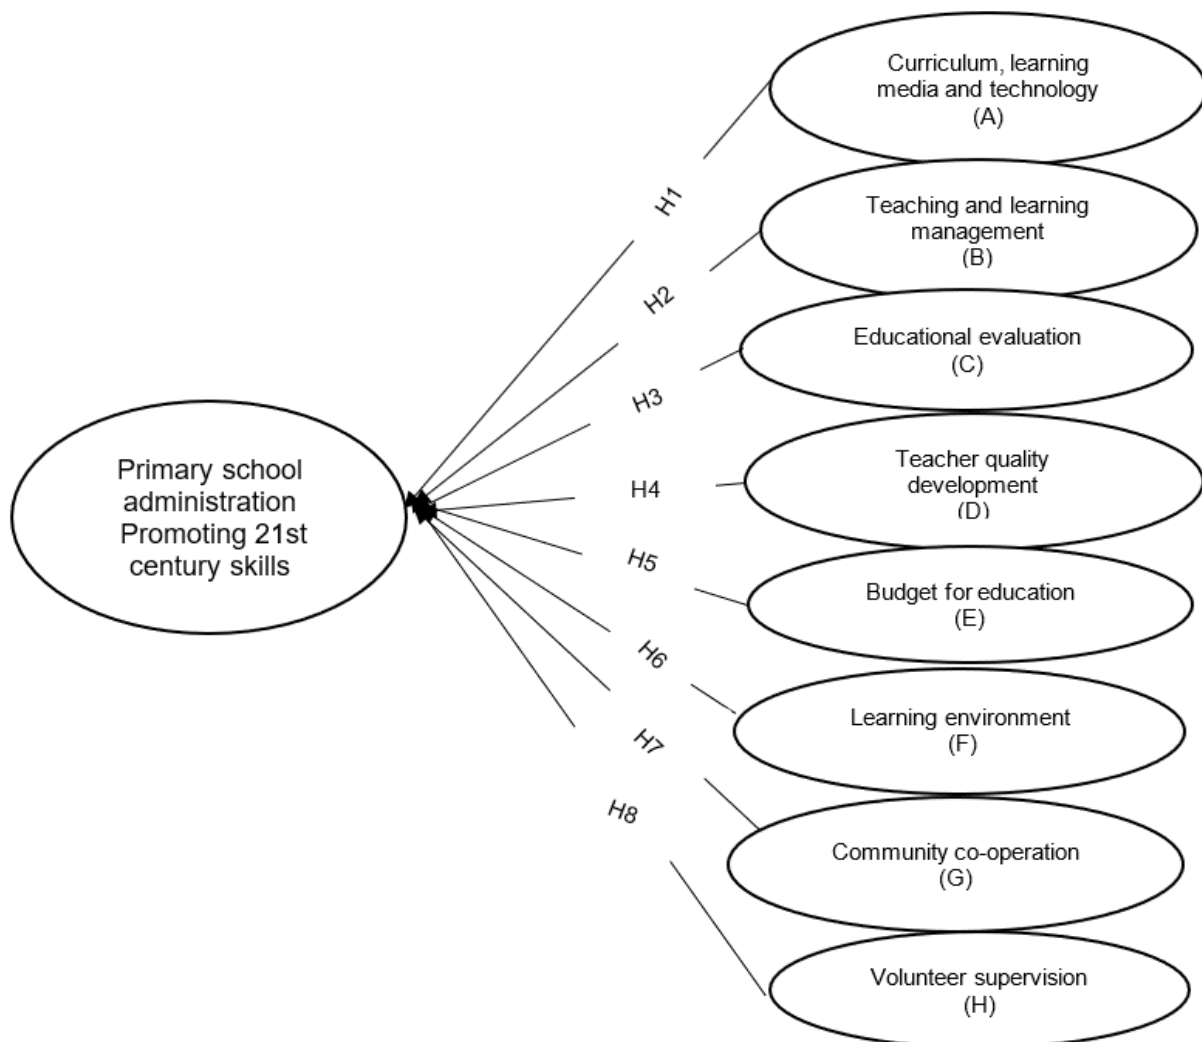 Curriculum, learning
media and technology
(A)
H1
Teaching and learning
management
(B)
H2
Educational evaluation
(C)
H3
Primary school
administration
Promoting 21st
century skills
Teacher quality
development
(D)
H4
H5
Budget for education
(E)
H6
Learning environment
(F)
H7
H8
Community co-operation
(G)
Volunteer supervision
(H)